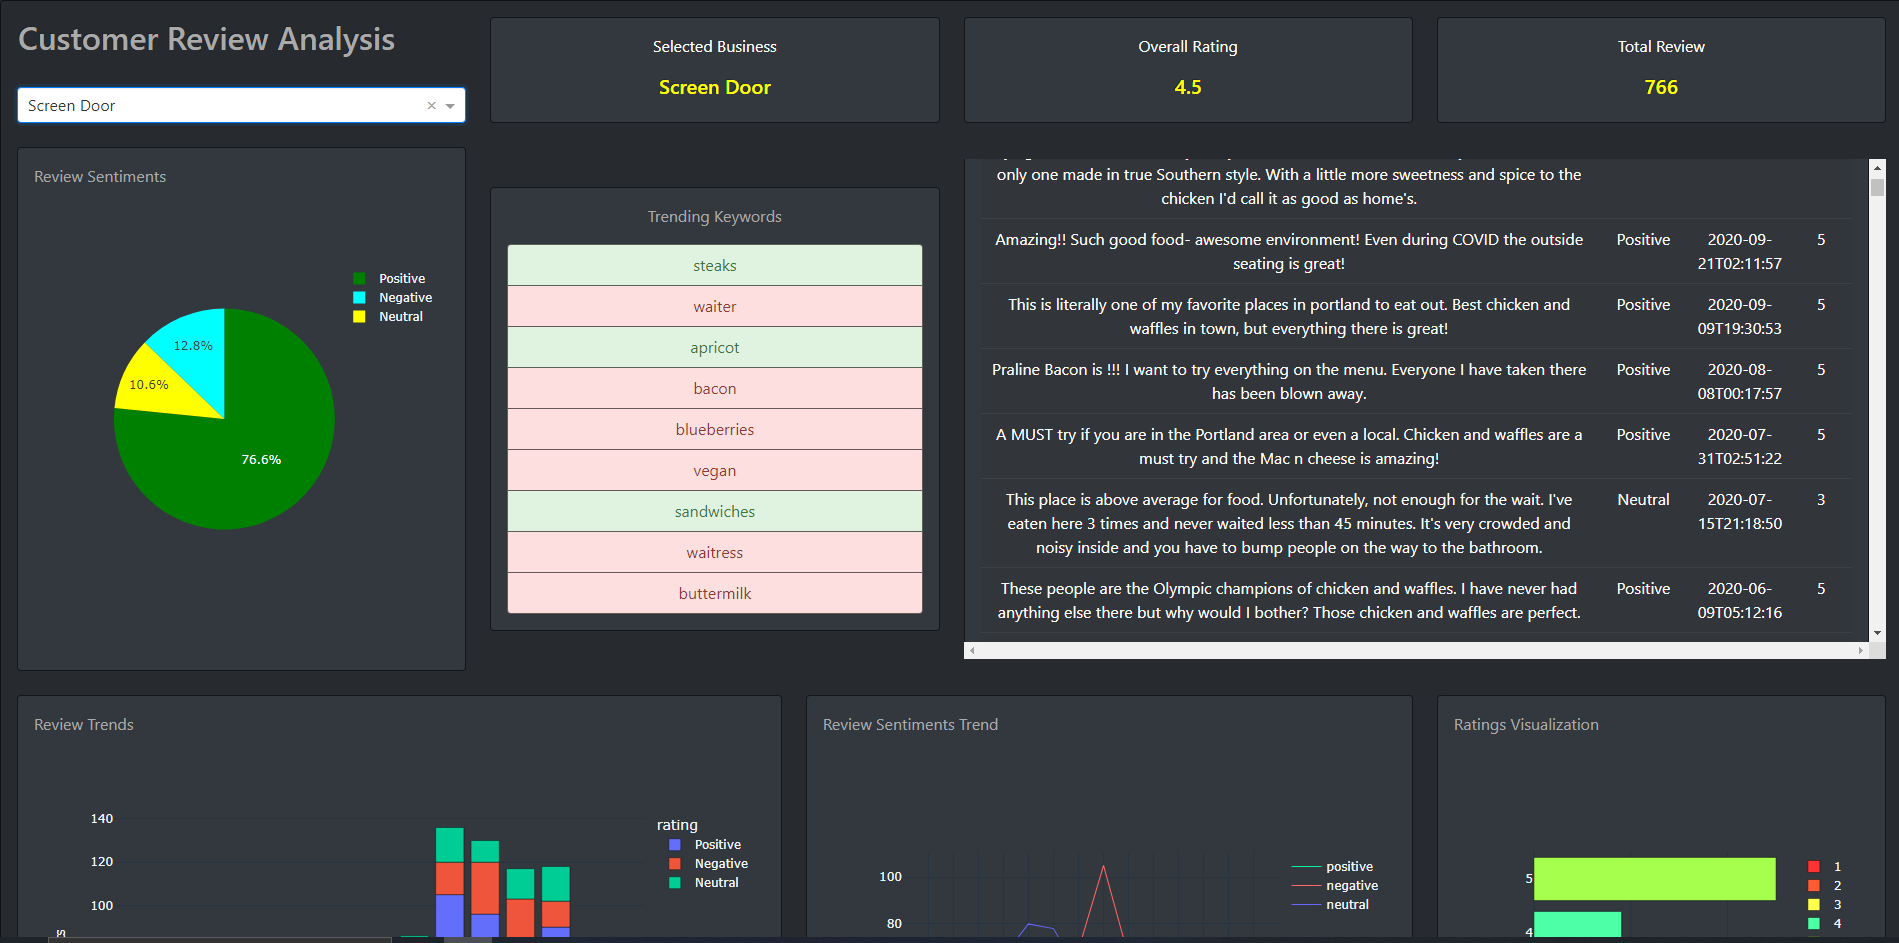 Customer Review Analysis
Screen Door
Selected Business
Screen Door
Overall Rating
4.5
Total Review
766
Review Sentiments
Positive
Negative
Neutral
12.8%
10.6%
76.6%
Trending Keywords
steaks
waiter
apricot
bacon
blueberries
vegan
sandwiches
waitress
buttermilk
only one made in true Southern style. With a little more sweetness and spice to the
chicken I'd call it as good as home's.
Amazing!! Such good food- awesome environment! Even during COVID the outside
seating is great!
Positive
2020-09-
21T02:11:57
5
This is literally one of my favorite places in portland to eat out. Best chicken and
waffles in town, but everything there is great!
Positive
2020-09-
09T19:30:53
5
Praline Bacon is !!! I want to try everything on the menu. Everyone I have taken there
has been blown away.
Positive
2020-08-
08T00:17:57
5
A MUST try if you are in the Portland area or even a local. Chicken and waffles are a
must try and the Mac n cheese is amazing!
Positive
2020-07-
31T02:51:22
5
This place is above average for food. Unfortunately, not enough for the wait. I've
eaten here 3 times and never waited less than 45 minutes. It's very crowded and
noisy inside and you have to bump people on the way to the bathroom.
Neutral
2020-07-
15T21:18:50
3
These people are the Olympic champions of chicken and waffles. I have never had
anything else there but why would I bother? Those chicken and waffles are perfect.
Positive
2020-06-
09T05:12:16
5
Review Trends
140
120
100
rating
Positive
Negative
Neutral
Review Sentiments Trend
100
80
positive
negative
neutral
Ratings Visualization
5
4
1
2
3
4